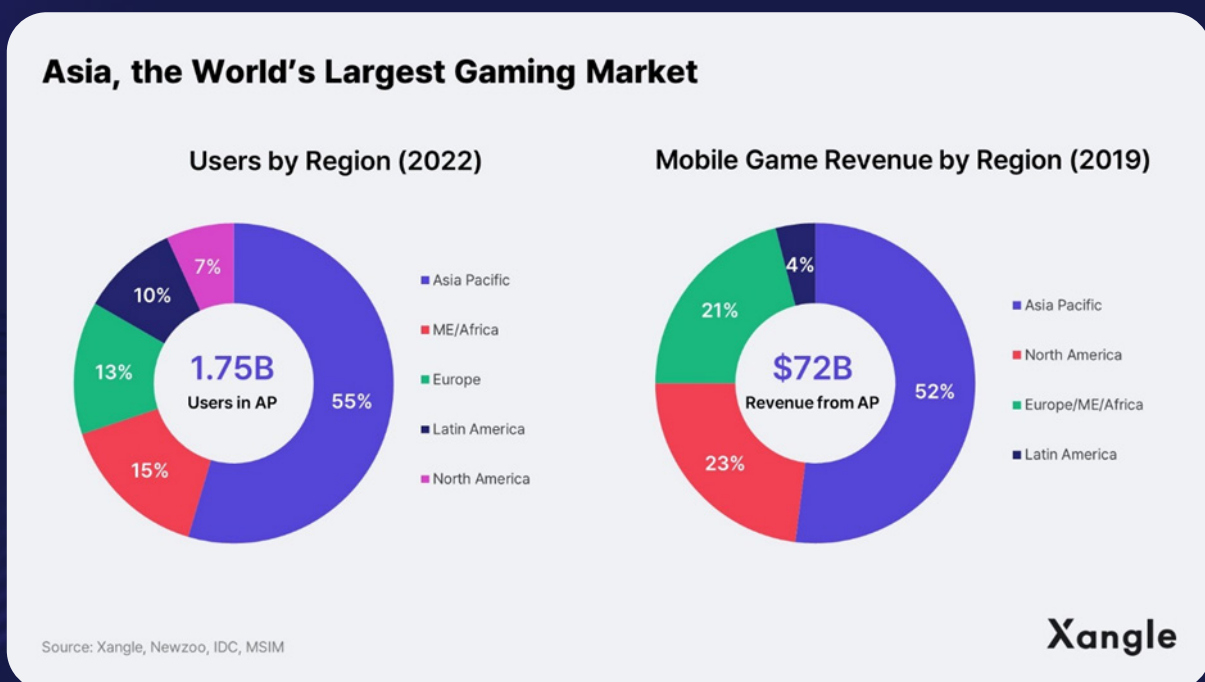 Asia, the World's Largest Gaming Market
Users by Region (2022)
7%
10%
13%
15%
55%
1.75B
Users in AP
Asia Pacific
ME/Africa
Europe
Latin America
North America
Mobile Game Revenue by Region (2019)
4%
21%
23%
52%
$72B
Revenue from AP
Asia Pacific
North America
Europe/ME/Africa
Latin America
Source: Xangle, Newzoo, IDC, MSIM
Xangle